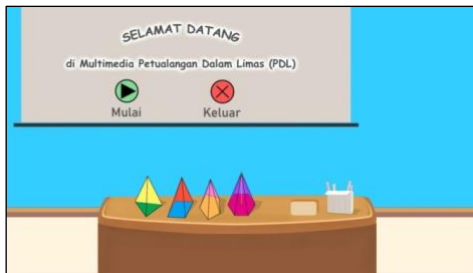 SELAMAT DATANG
di Multimedia Petualangan Dalam Limas (PDL)
Mulai
Keluar